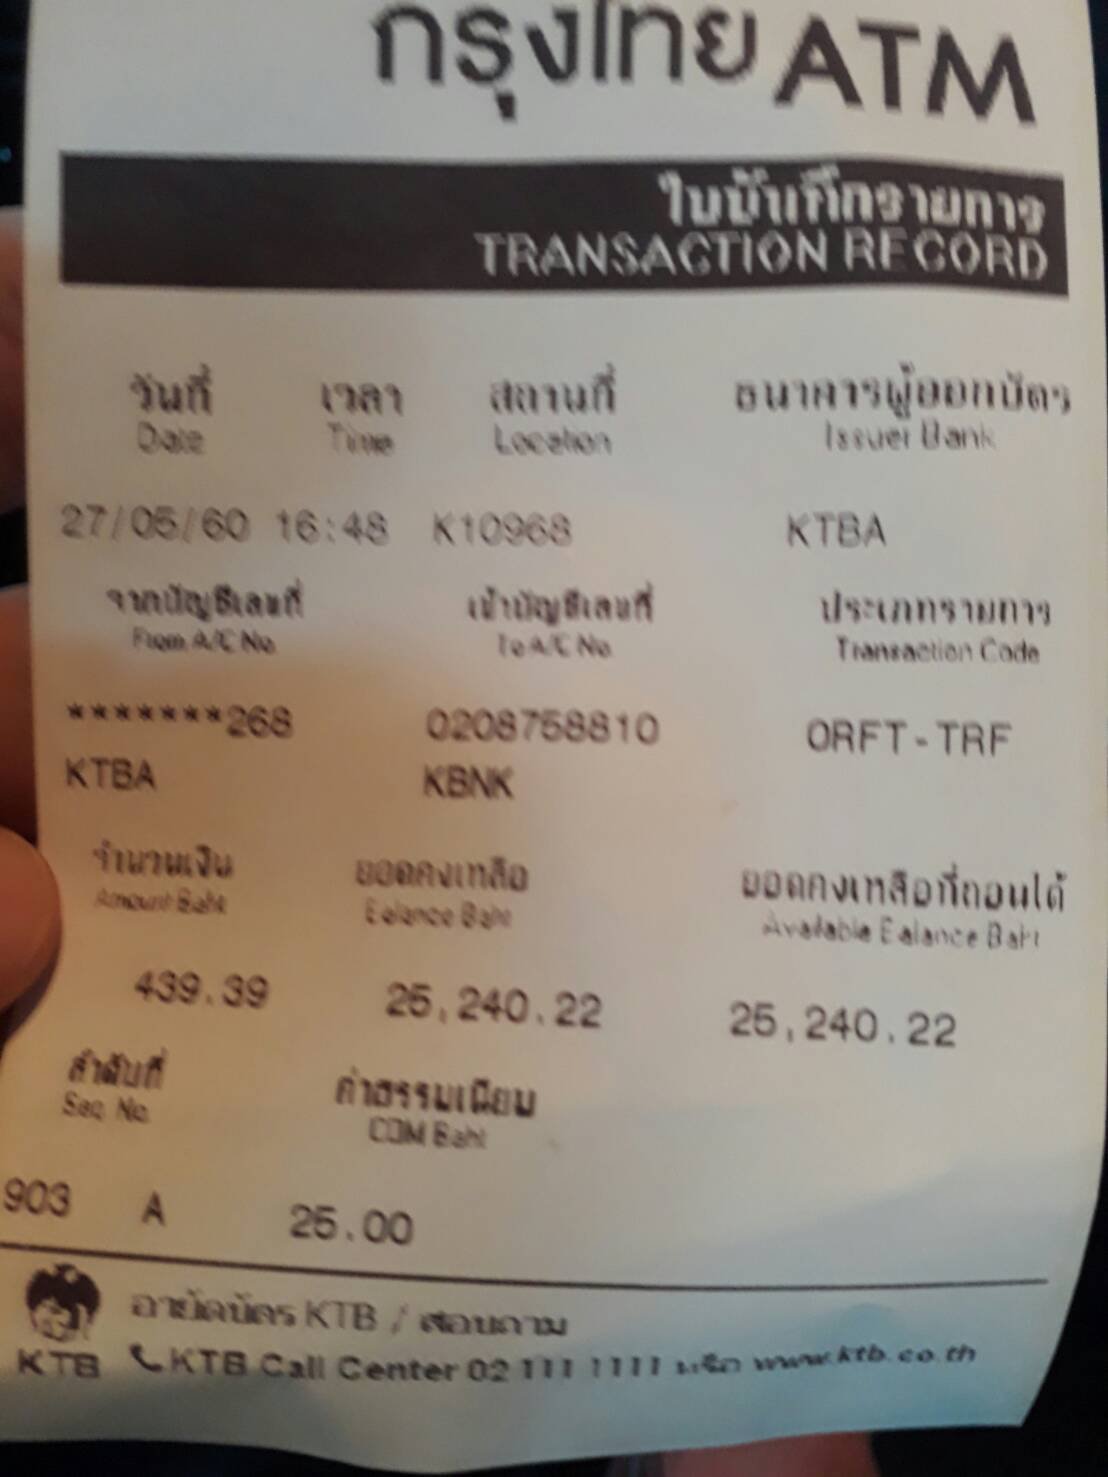 กรุงไทย ATM
ใบบันทึกรายการ
TRANSACTION RECORD
วันที่ เวลา สถานที่ ธนาคารผู้ออกบัตร
Date Time Location Issuer Bank
27/05/60 16:48 K10968 KTBA
จากบัญชีเลขที่ เข้าบัญชีเลขที่ ประเภทรายการ
From A/C No. To A/C No. Transaction Code
*******268 0208758810 ORFT-TRF
KTBA KBNK
จำนวนเงิน ยอดคงเหลือ ยอดคงเหลือที่ถอนได้
Amount Baht Balance Baht Available Balance Baht
439.39 25,240.22 25,240.22
ลำดับที่ ค่าธรรมเนียม
Seq No. COM Baht
903 A 25.00
อายัดบัตร KTB / สอบถาม
KTB KTB Call Center 02 111 1111 หรือ www.ktb.co.th